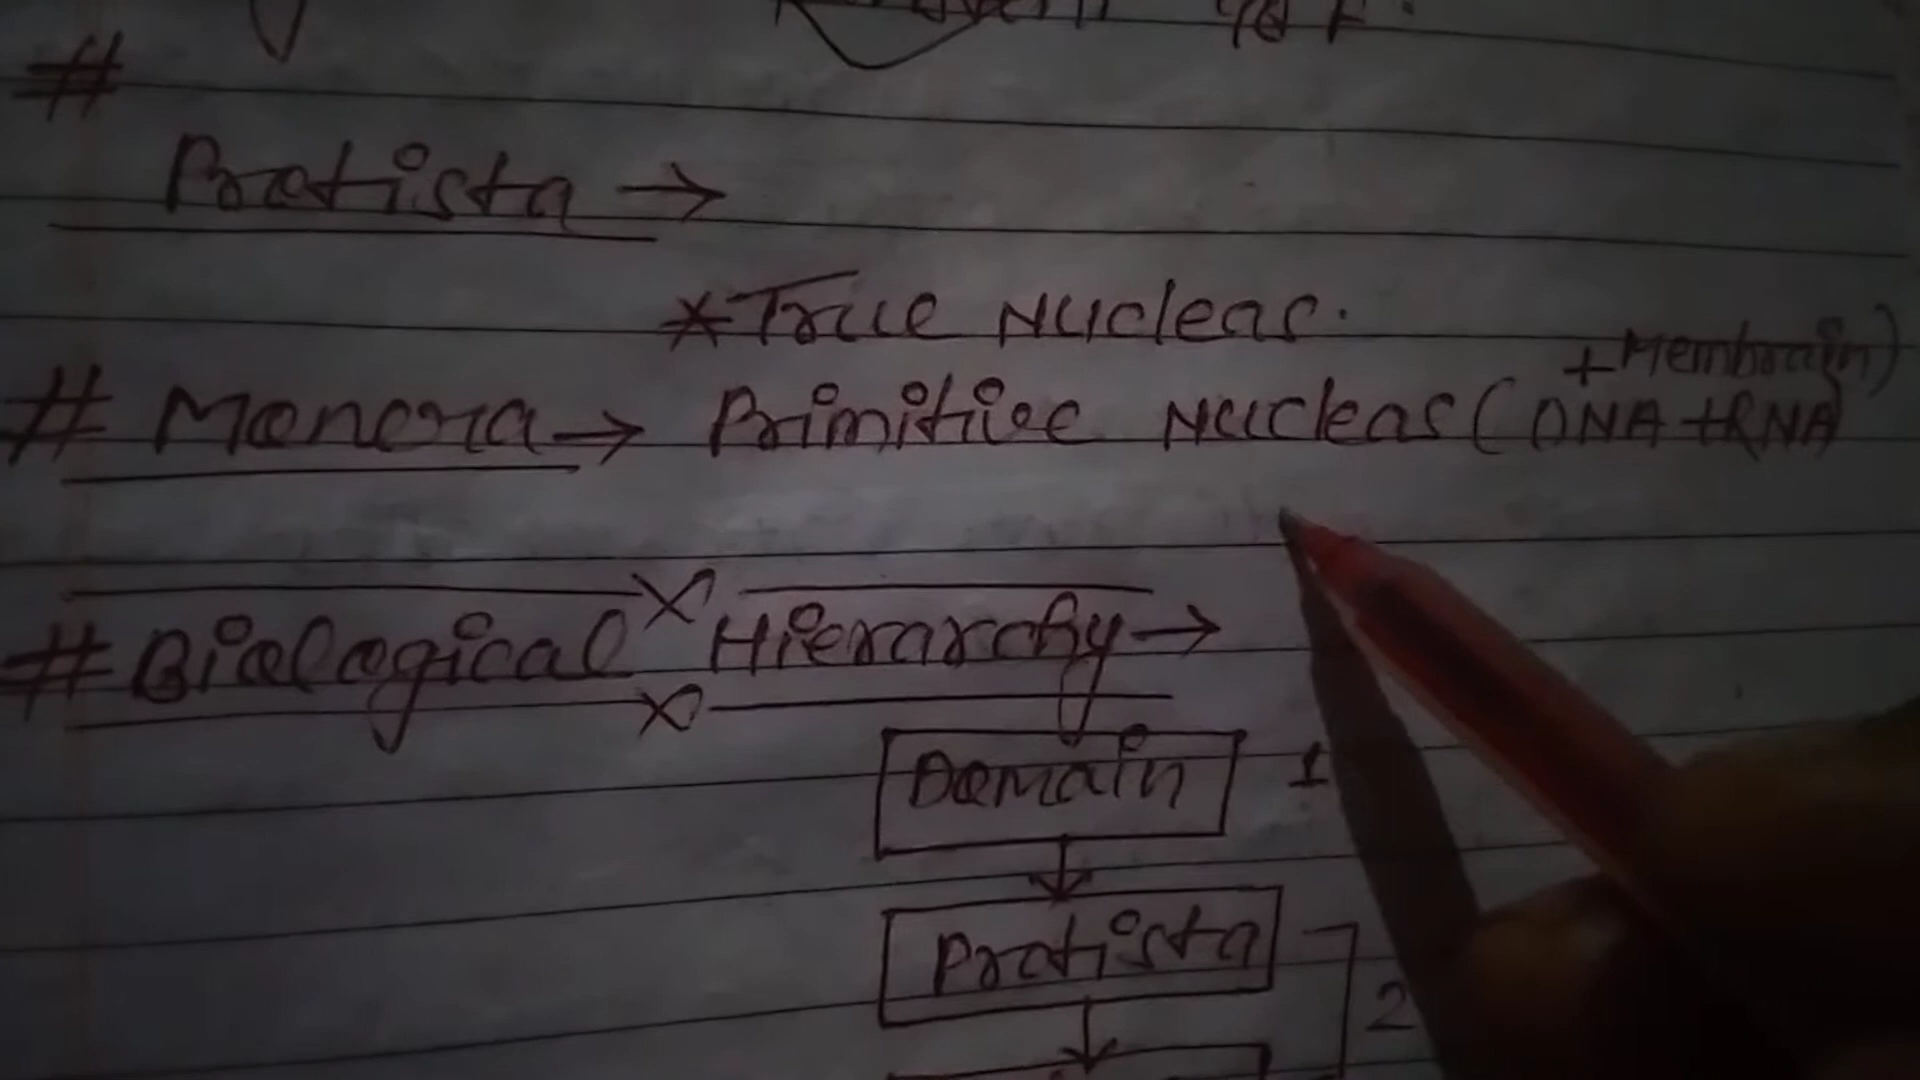 #
Protista →
* True Nucleas.
+ Membrain)
# Monera → Primitive Nucleas (DNA + RNA
# Biological Hierarchy →
Domain 1
Protista
2